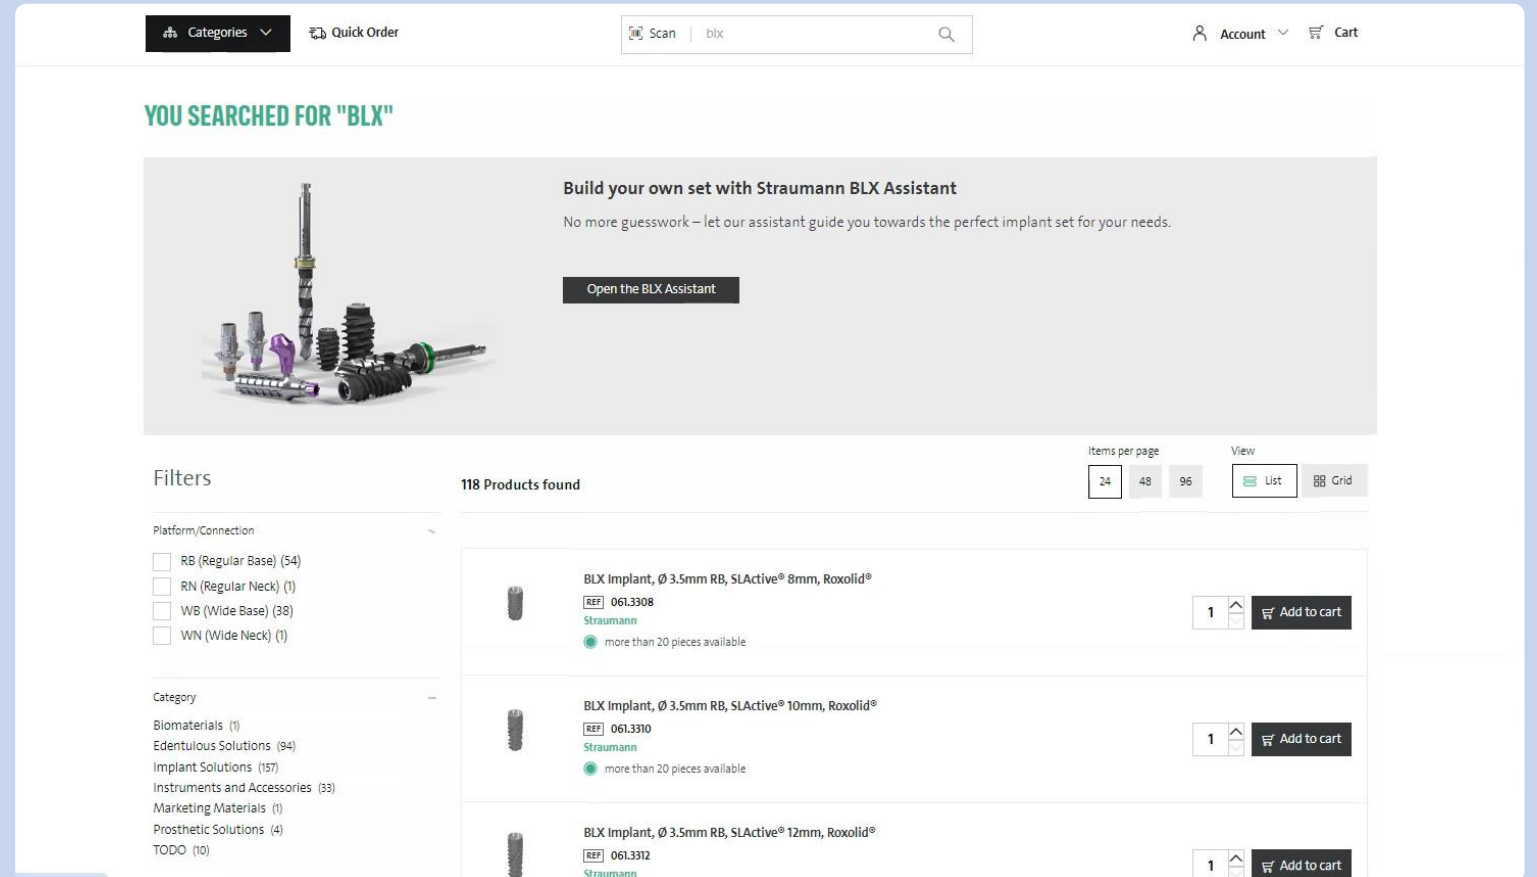 Categories
Quick Order
Scan
blx
Account
Cart
YOU SEARCHED FOR "BLX"
Build your own set with Straumann BLX Assistant
No more guesswork – let our assistant guide you towards the perfect implant set for your needs.
Open the BLX Assistant
Filters
118 Products found
Items per page
24
48
96
View
List
Grid
Platform/Connection
RB (Regular Base) (54)
RN (Regular Neck) (1)
WB (Wide Base) (38)
WN (Wide Neck) (1)
Category
Biomaterials (1)
Edentulous Solutions (94)
Implant Solutions (157)
Instruments and Accessories (33)
Marketing Materials (1)
Prosthetic Solutions (4)
TODO (10)
BLX Implant, Ø 3.5mm RB, SLActive® 8mm, Roxolid®
REF 061.3308
Straumann
more than 20 pieces available
1
Add to cart
BLX Implant, Ø 3.5mm RB, SLActive® 10mm, Roxolid®
REF 061.3310
Straumann
more than 20 pieces available
1
Add to cart
BLX Implant, Ø 3.5mm RB, SLActive® 12mm, Roxolid®
REF 061.3312
Straumann
1
Add to cart